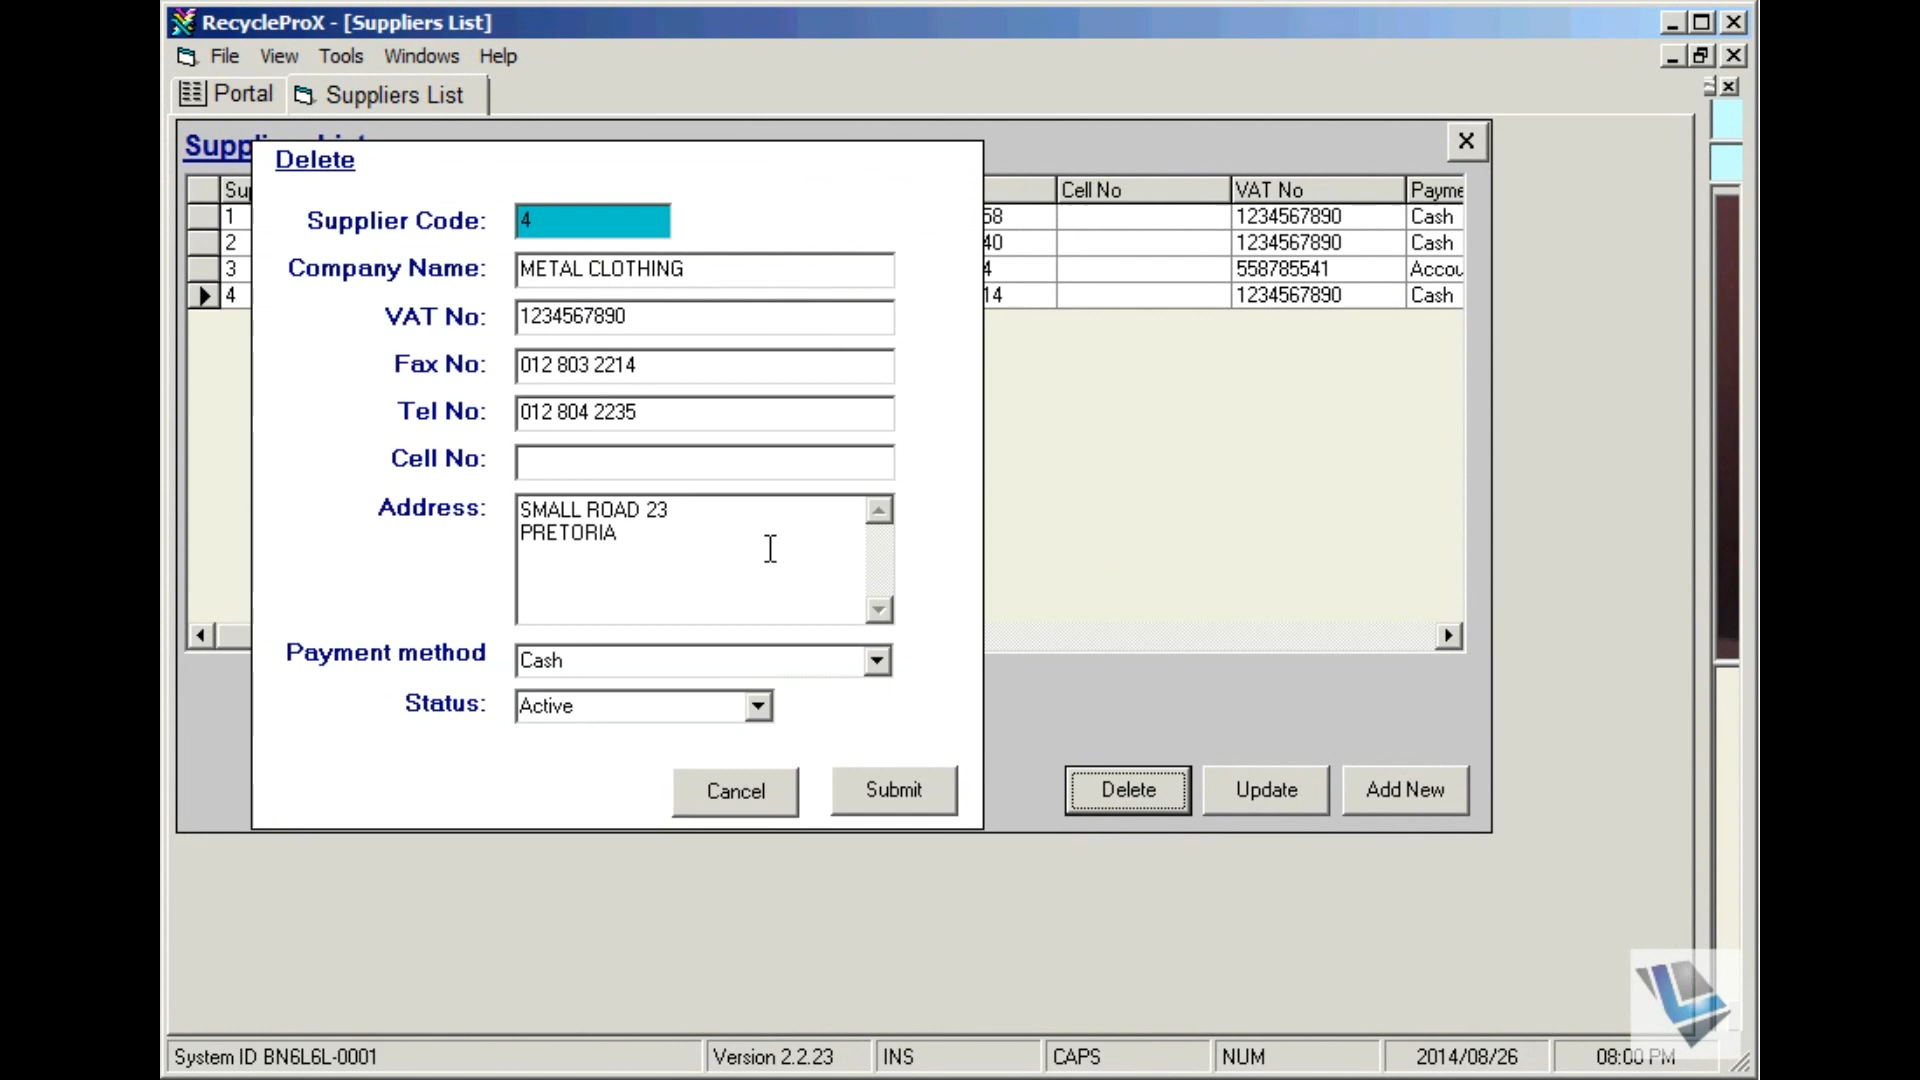 RecycleProX - [Suppliers List]
File View Tools Windows Help
Portal Suppliers List
Delete
Cell No VAT No
1 58 1234567890 Cash
2 40 1234567890 Cash
3 4 558785541
4 14 1234567890 Cash
Supplier Code: 4
Company Name: METAL CLOTHING
VAT No: 1234567890
Fax No: 012 803 2214
Tel No: 012 804 2235
Cell No:
Address: SMALL ROAD 23
PRETORIA
Payment method Cash
Status: Active
Cancel Submit Delete Update Add New
System ID BN6L6L-0001 Version 2.2.23 INS CAPS NUM 2014/08/26 08:00 PM